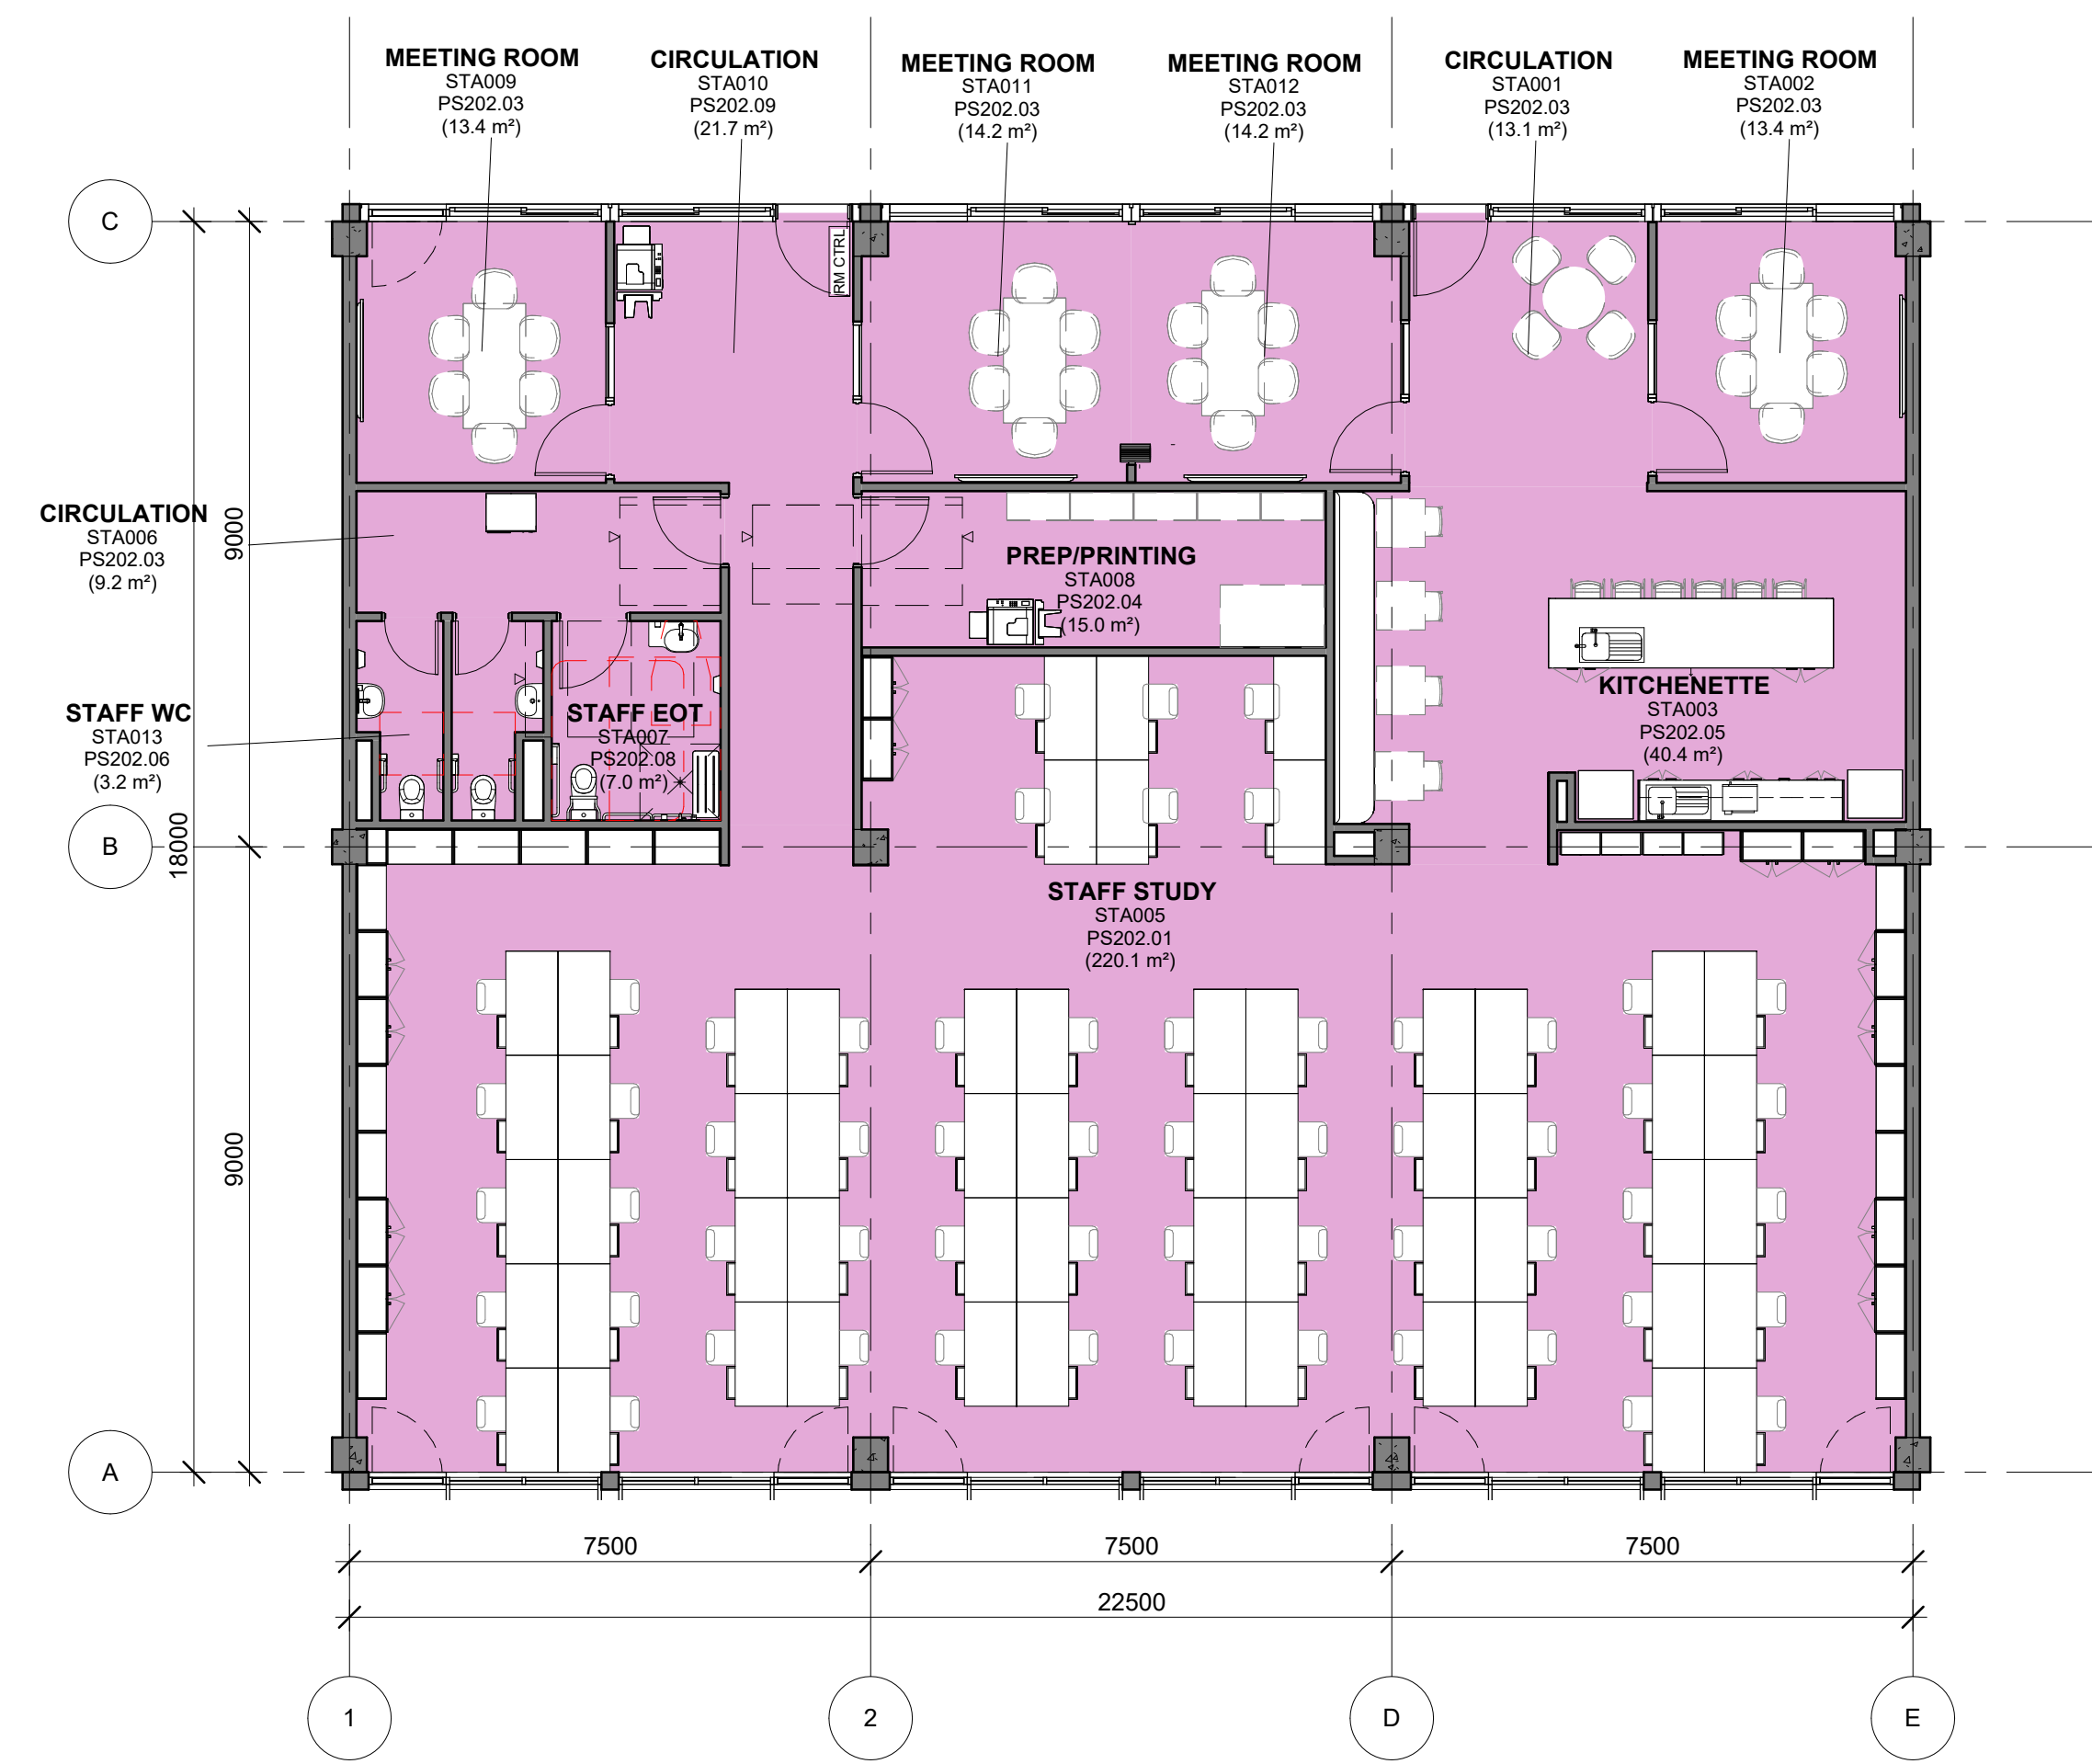 MEETING ROOM
STA009
PS202.03
(13.4 m²)
CIRCULATION
STA010
PS202.09
(21.7 m²)
MEETING ROOM
STA011
PS202.03
(14.2 m²)
MEETING ROOM
STA012
PS202.03
(14.2 m²)
CIRCULATION
STA001
PS202.03
(13.1 m²)
MEETING ROOM
STA002
PS202.03
(13.4 m²)
C
RM CTRL
CIRCULATION
STA006
PS202.03
(9.2 m²)
9000
PREP/PRINTING
STA008
PS202.04
(15.0 m²)
STAFF WC
STA013
PS202.06
(3.2 m²)
STAFF EOT
STA007
PS202.08
(7.0 m²)
KITCHENETTE
STA003
PS202.05
(40.4 m²)
B
18000
STAFF STUDY
STA005
PS202.01
(220.1 m²)
9000
A
7500
7500
7500
22500
1
2
D
E